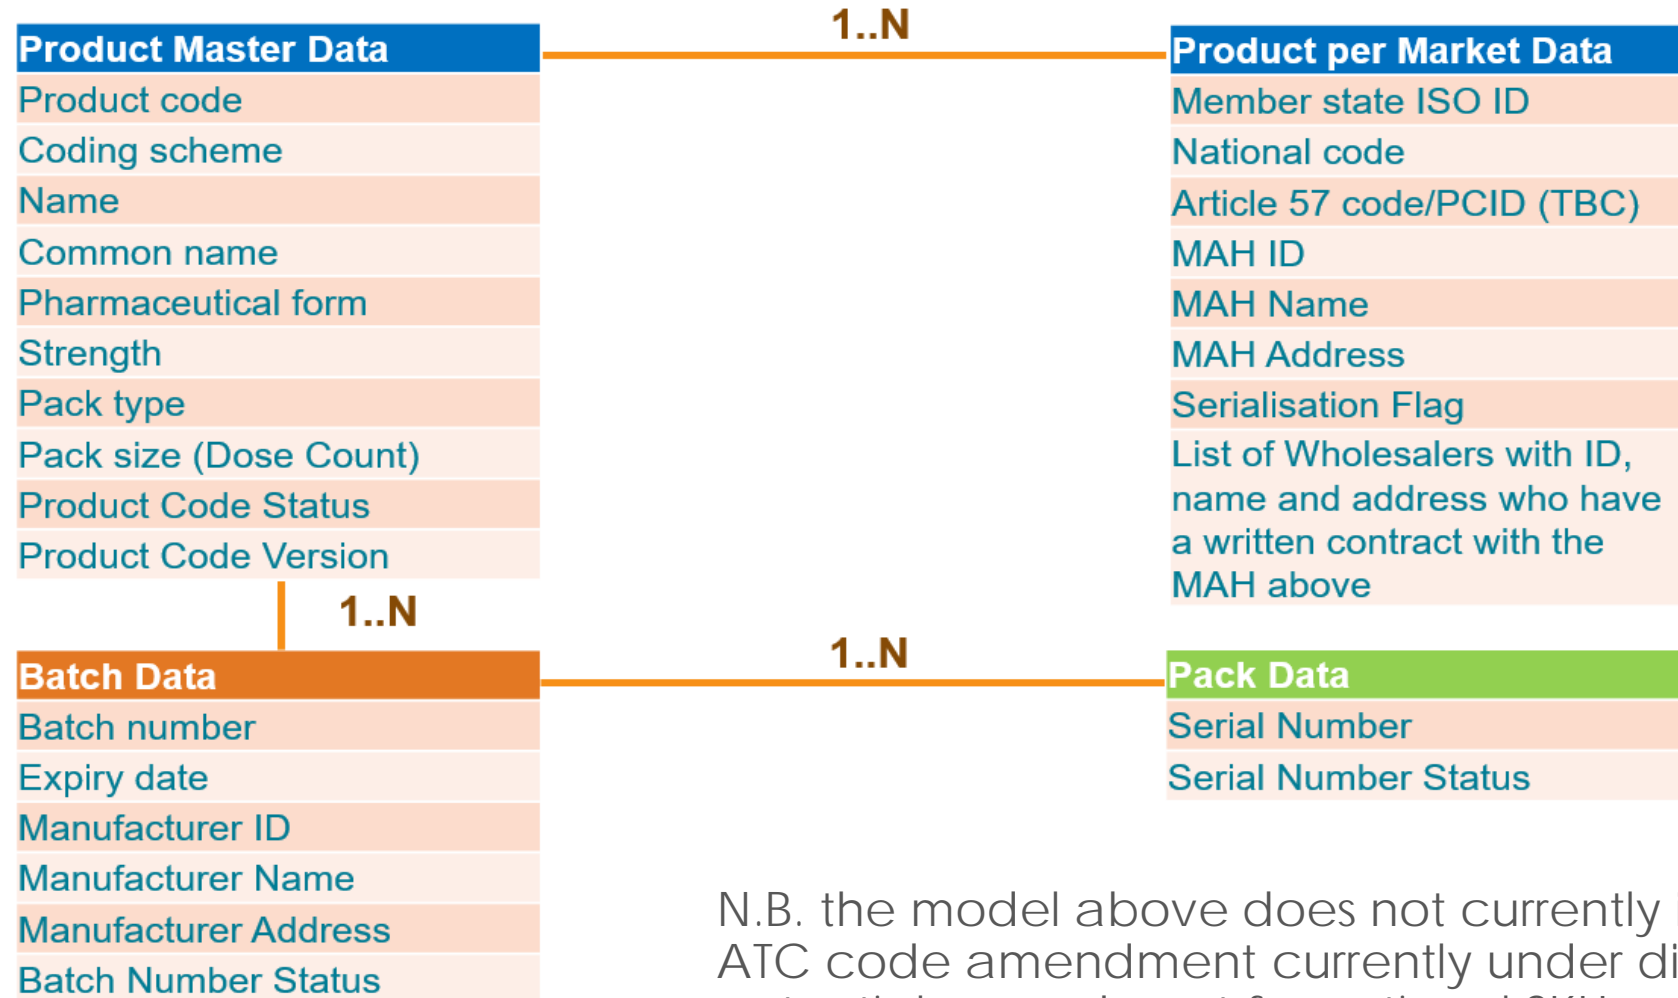 1..N
Product Master Data
Product code
Coding scheme
Name
Common name
Pharmaceutical form
Strength
Pack type
Pack size (Dose Count)
Product Code Status
Product Code Version
Product per Market Data
Member state ISO ID
National code
Article 57 code/PCID (TBC)
MAH ID
MAH Name
MAH Address
Serialisation Flag
List of Wholesalers with ID,
name and address who have
a written contract with the
MAH above
1..N
1..N
Batch Data
Batch number
Expiry date
Manufacturer ID
Manufacturer Name
Manufacturer Address
Batch Number Status
Pack Data
Serial Number
Serial Number Status
N.B. the model above does not currently
ATC code amendment currently under